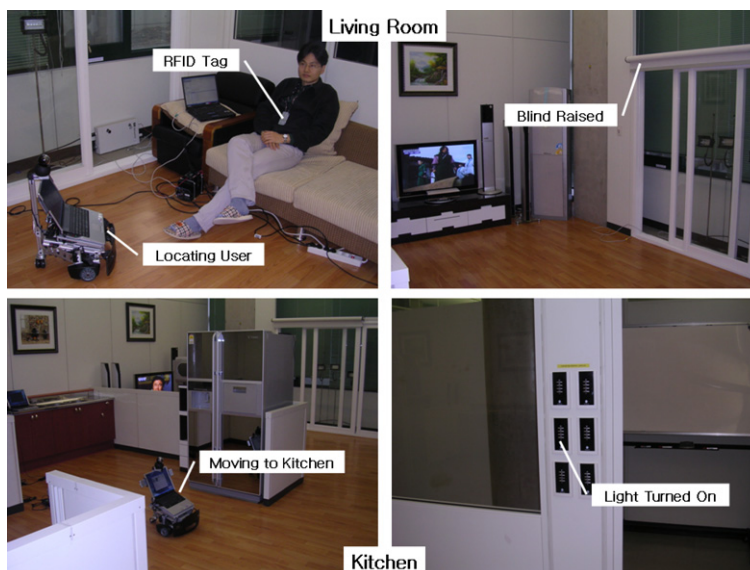 Living Room
RFID Tag
Blind Raised
Locating User
Moving to Kitchen
Light Turned On
Kitchen